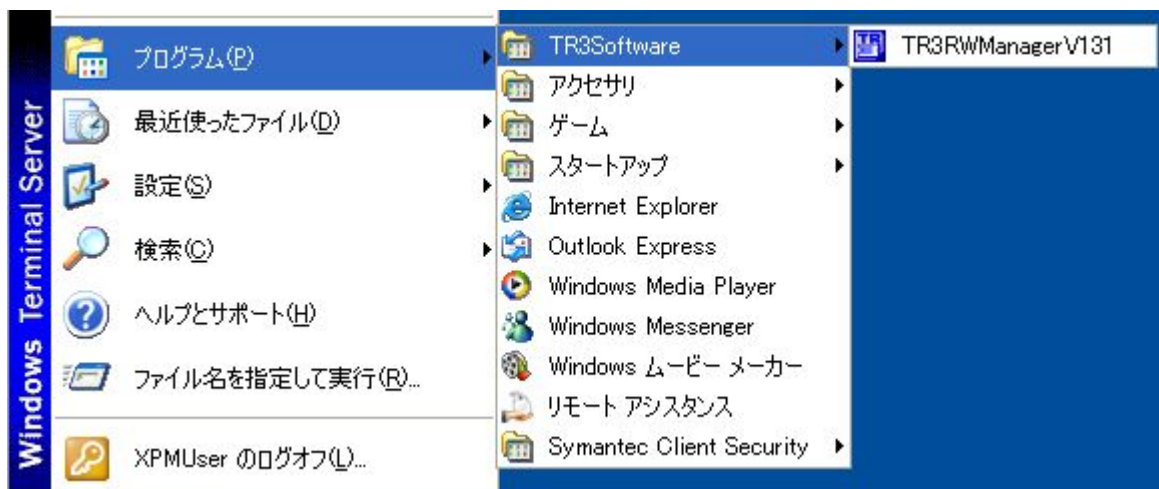 Windows Terminal Server
プログラム(P)
最近使ったファイル(D)
設定(S)
検索(C)
ヘルプとサポート(H)
ファイル名を指定して実行(R)...
XPMUser のログオフ(L)...
TR3Software
アクセサリ
ゲーム
スタートアップ
Internet Explorer
Outlook Express
Windows Media Player
Windows Messenger
Windows ムービー メーカー
リモート アシスタンス
Symantec Client Security
TR3RWManagerV131